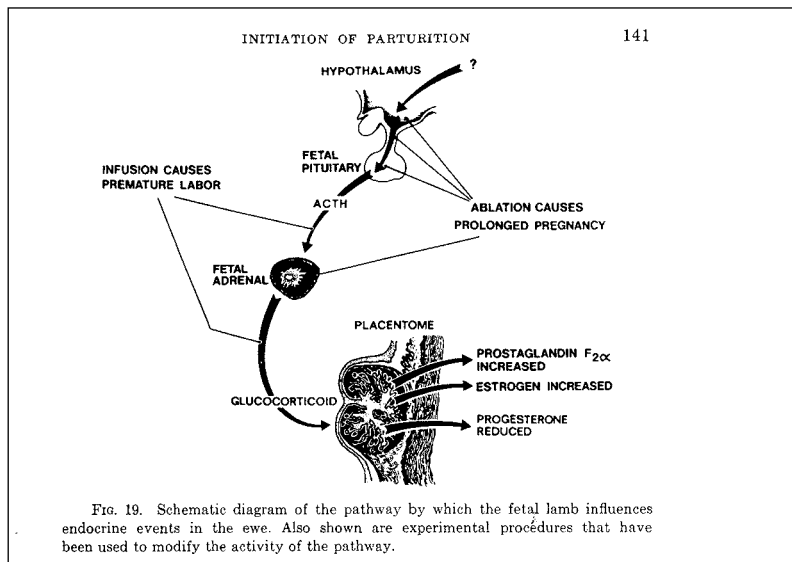 INITIATION OF PARTURITION 141
HYPOTHALAMUS ?
FETAL
PITUITARY
INFUSION CAUSES
PREMATURE LABOR
ACTH
ABLATION CAUSES
PROLONGED PREGNANCY
FETAL
ADRENAL
PLACENTOME
PROSTAGLANDIN F2α
INCREASED
ESTROGEN INCREASED
GLUCOCORTICOID
PROGESTERONE
REDUCED
FIG. 19. Schematic diagram of the pathway by which the fetal lamb influences
endocrine events in the ewe. Also shown are experimental procedures that have
been used to modify the activity of the pathway.